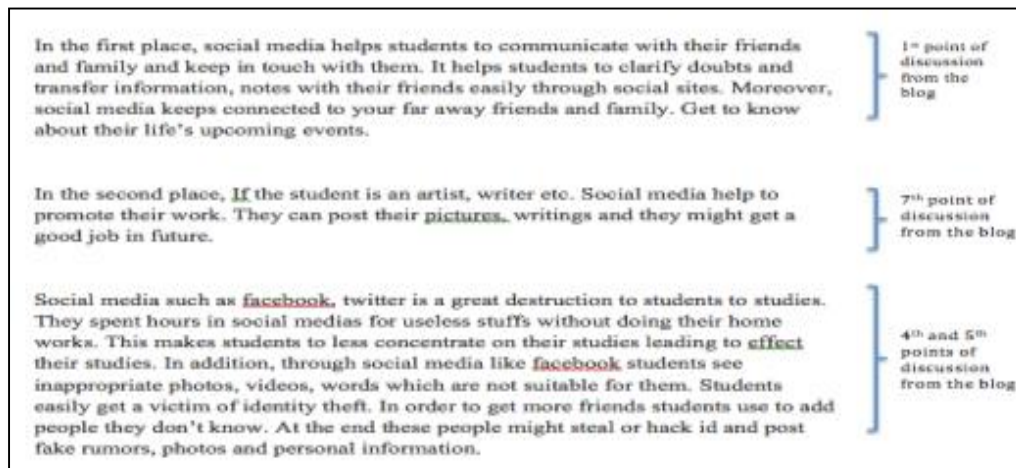 In the first place, social media helps students to communicate with their friends
and family and keep in touch with them. It helps students to clarify doubts and
transfer information, notes with their friends easily through social sites. Moreover,
social media keeps connected to your far away friends and family. Get to know
about their life's upcoming events.
1st point of
discussion
from the
blog
In the second place, If the student is an artist, writer etc. Social media help to
promote their work. They can post their pictures, writings and they might get a
good job in future.
7th point of
discussion
from the blog
Social media such as facebook, twitter is a great destruction to students to studies.
They spent hours in social medias for useless stuffs without doing their home
works. This makes students to less concentrate on their studies leading to effect
their studies. In addition, through social media like facebook students see
inappropriate photos, videos, words which are not suitable for them. Students
easily get a victim of identity theft. In order to get more friends students use to add
people they don't know. At the end these people might steal or hack id and post
fake rumors, photos and personal information.
4th and 5th
points of
discussion
from the blog